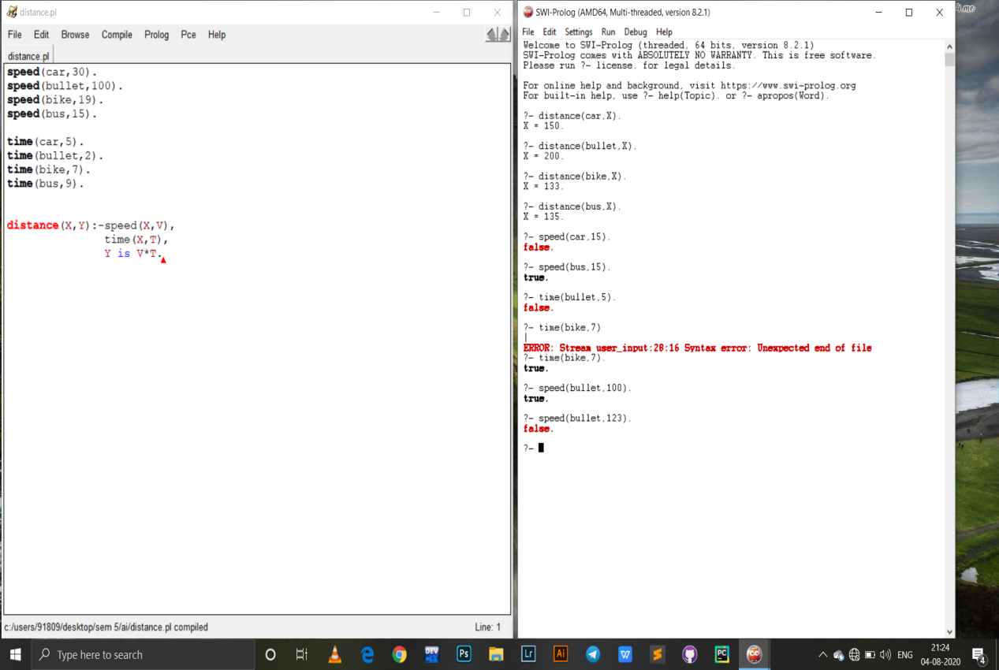 distance.pl
File Edit Browse Compile Prolog Pce Help
distance.pl
speed(car,30).
speed(bullet,100).
speed(bike,19).
speed(bus,15).
time(car,5).
time(bullet,2).
time(bike,7).
time(bus,9).
distance(X,Y):-speed(X,V),
time(X,T),
Y is V*T.
c:/users/91809/desktop/sem 5/ai/distance.pl compiled
Line: 1
SWI-Prolog (AMD64, Multi-threaded, version 8.2.1)
File Edit Settings Run Debug Help
Welcome to SWI-Prolog (threaded, 64 bits, version 8.2.1)
SWI-Prolog comes with ABSOLUTELY NO WARRANTY. This is free software.
Please run ?- license. for legal details.
For online help and background, visit https://www.swi-prolog.org
For built-in help, use ?- help(Topic). or ?- apropos(Word).
?- distance(car,X).
X = 150.
?- distance(bullet,X).
X = 200.
?- distance(bike,X).
X = 133.
?- distance(bus,X).
X = 135.
?- speed(car,15).
false.
?- speed(bus,15).
true.
?- time(bullet,5).
false.
?- time(bike,7)
|
ERROR: Stream user_input:28:16 Syntax error: Unexpected end of file
?- time(bike,7).
true.
?- speed(bullet,100).
true.
?- speed(bullet,123).
false.
?-
Type here to search
DEV
Ps
Lr
Ai
W
S
PC
ENG
21:24
04-08-2020
4